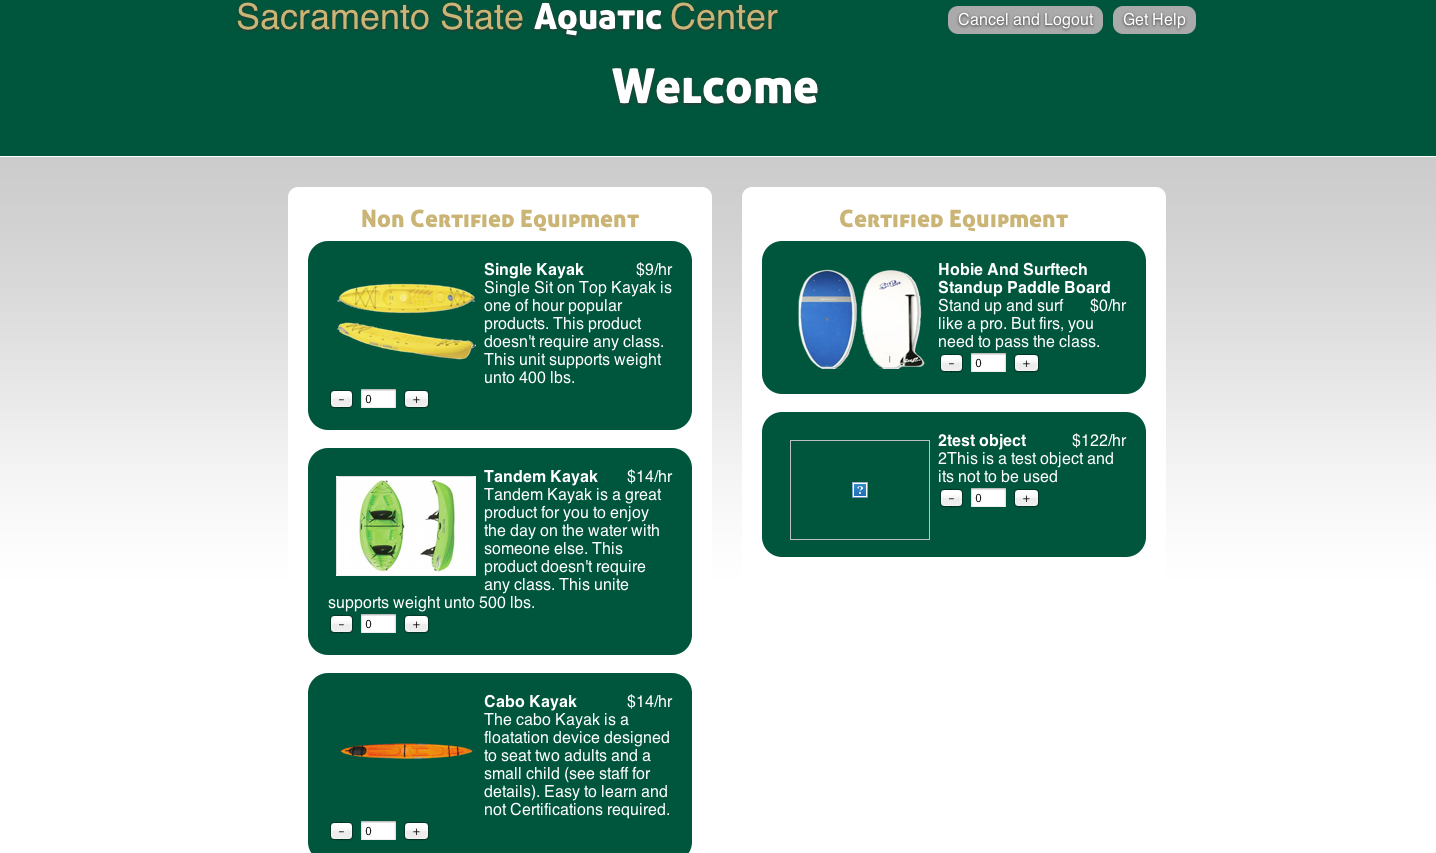 Sacramento State Aquatic Center
Cancel and Logout
Get Help
Welcome
Non Certified Equipment
Single Kayak $9/hr
Single Sit on Top Kayak is
one of hour popular
products. This product
doesn't require any class.
This unit supports weight
unto 400 lbs.
- 0 +
Tandem Kayak $14/hr
Tandem Kayak is a great
product for you to enjoy
the day on the water with
someone else. This
product doesn't require
any class. This unite
supports weight unto 500 lbs.
- 0 +
Cabo Kayak $14/hr
The cabo Kayak is a
floatation device designed
to seat two adults and a
small child (see staff for
details). Easy to learn and
not Certifications required.
- 0 +
Certified Equipment
Hobie And Surftech
Standup Paddle Board
Stand up and surf $0/hr
like a pro. But firs, you
need to pass the class.
- 0 +
2test object $122/hr
2This is a test object and
its not to be used
?
- 0 +